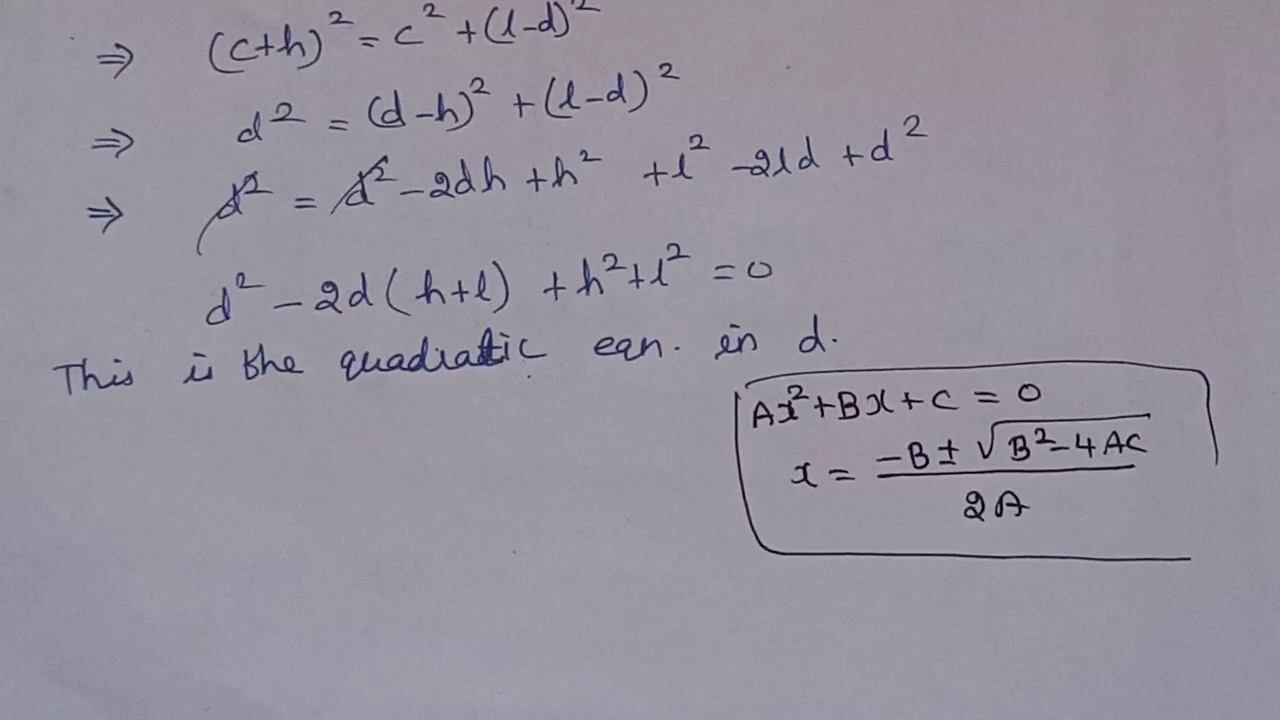 ⇒ (c+h)² = c² + (l-d)²
⇒ d² = (d-h)² + (l-d)²
⇒ d² = d² - 2dh + h² + l² - 2ld + d²
d² - 2d(h+l) + h² + l² = 0
This is the quadratic eqn. in d.
Ax² + Bx + C = 0
x = (-B ± √(B² - 4AC)) / 2A